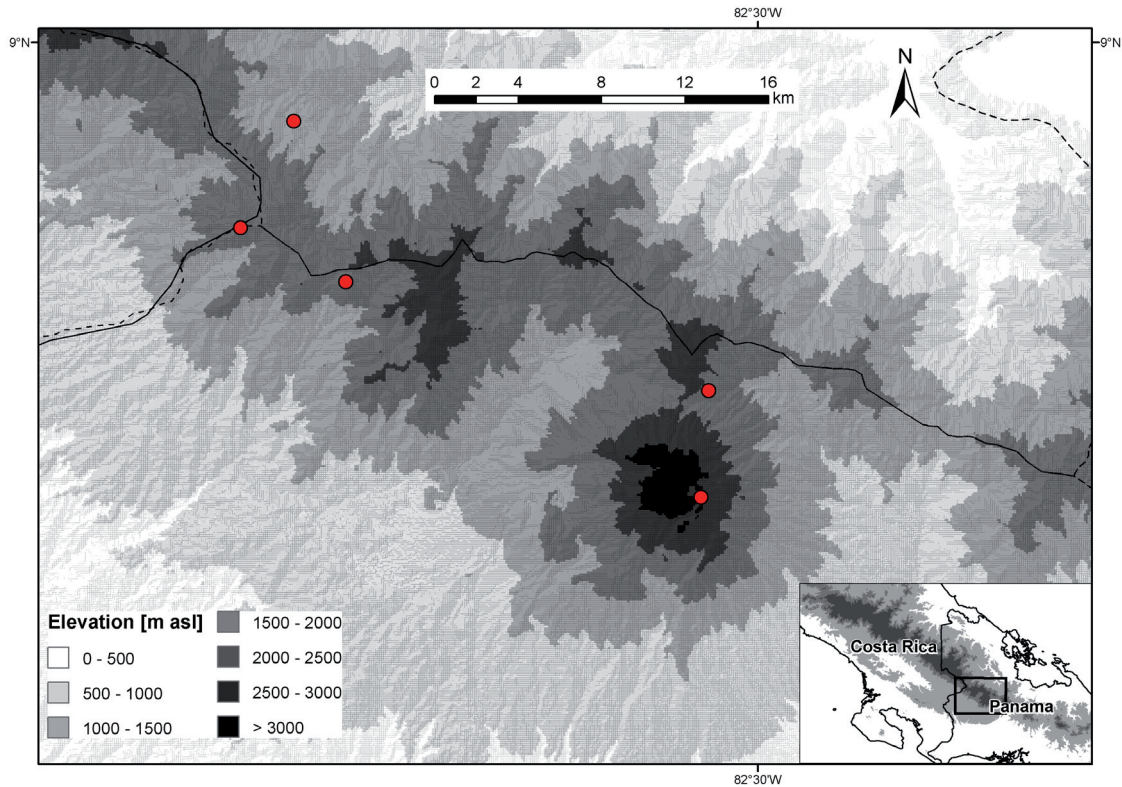 82°30'W
9°N
9°N
0 2 4 8 12 16
km
N
Elevation [m asl]
0 - 500
500 - 1000
1000 - 1500
1500 - 2000
2000 - 2500
2500 - 3000
> 3000
Costa Rica
Panama
82°30'W